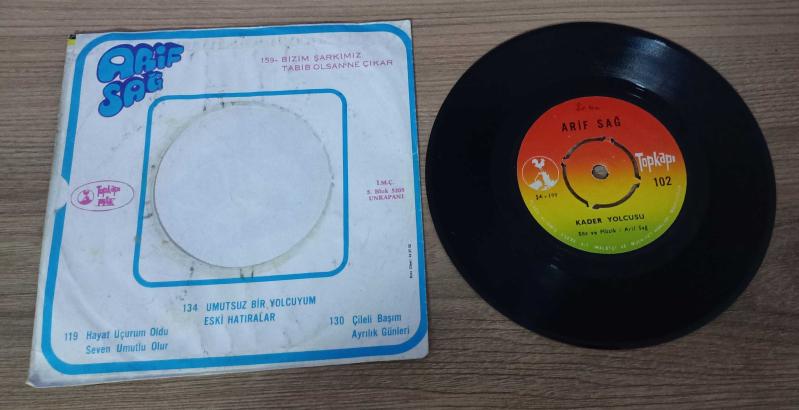 ARİF
SAĞ
159- BİZİM ŞARKIMIZ
TABİB OLSAN NE ÇIKAR
Topkapı
PLÂK
İ.M.Ç.
5. Blok 5309
UNKAPANI
134 UMUTSUZ BİR YOLCUYUM
ESKİ HATIRALAR
119 Hayat Uçurum Oldu
Seven Umutlu Olur
130 Çileli Başım
Ayrılık Günleri
ARİF SAĞ
Topkapı
102
KADER YOLCUSU
Söz ve Müzik : Arif Sağ